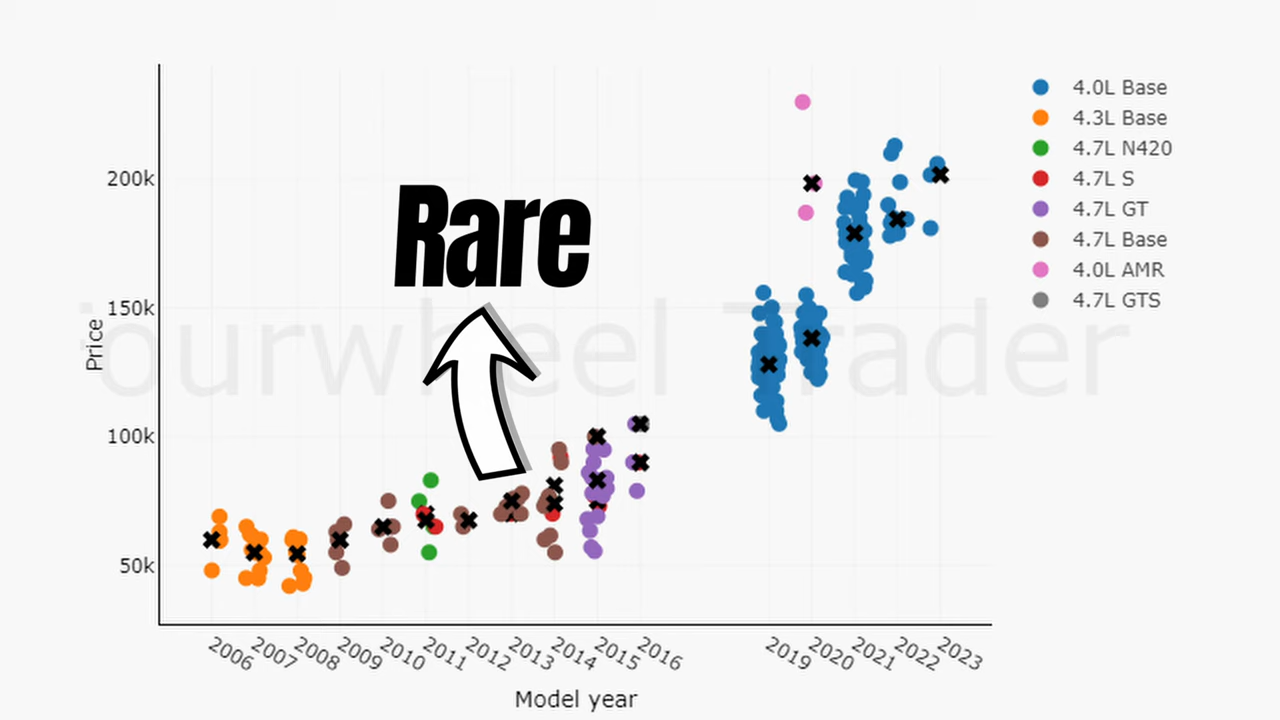 Rare
4.0L Base
4.3L Base
4.7L N420
4.7L S
4.7L GT
4.7L Base
4.0L AMR
4.7L GTS
200k
150k
100k
50k
Price
ourwheel Trader
2006 2007 2008 2009 2010 2011 2012 2013 2014 2015 2016 2019 2020 2021 2022 2023
Model year